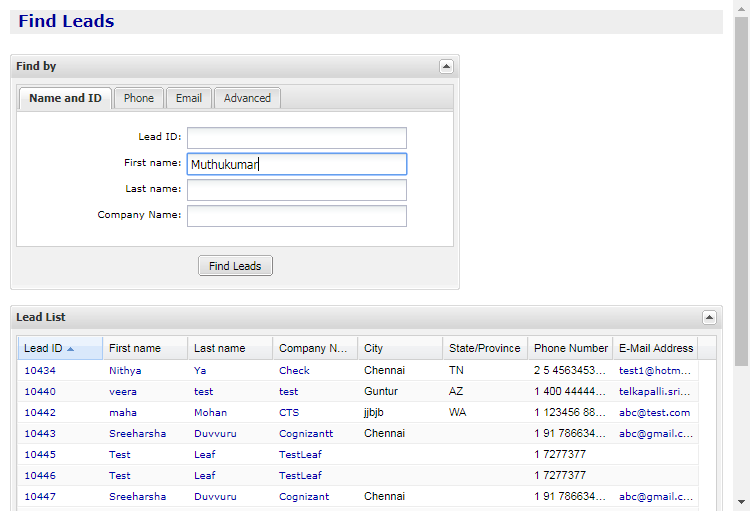 Find Leads
Find by
Name and ID Phone Email Advanced
Lead ID:
First name: Muthukumar
Last name:
Company Name:
Find Leads
Lead List
Lead ID First name Last name Company N... City State/Province Phone Number E-Mail Address
10434 Nithya Ya Check Chennai TN 2 5 4563453... test1@hotm...
10440 veera test test Guntur AZ 1 400 44444... telkapalli.sri...
10442 maha Mohan CTS jjbjb WA 1 123456 88... abc@test.com
10443 Sreeharsha Duvvuru Cognizantt Chennai 1 91 786634... abc@gmail.c...
10445 Test Leaf TestLeaf 1 7277377
10446 Test Leaf TestLeaf 1 7277377
10447 Sreeharsha Duvvuru Cognizant Chennai 1 91 786634... abc@gmail.c...